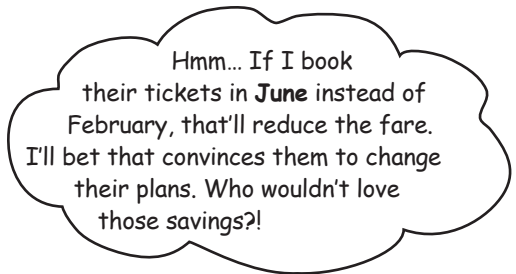 Hmm... If I book
their tickets in June instead of
February, that'll reduce the fare.
I'll bet that convinces them to change
their plans. Who wouldn't love
those savings?!